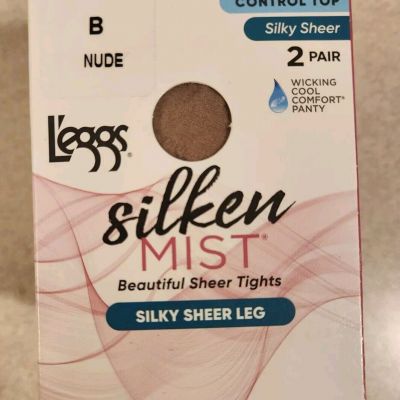 CONTROL TOP
B
NUDE
Silky Sheer
2 PAIR
WICKING
COOL
COMFORT*
PANTY
L'eggs®
silken
MIST®
Beautiful Sheer Tights
SILKY SHEER LEG